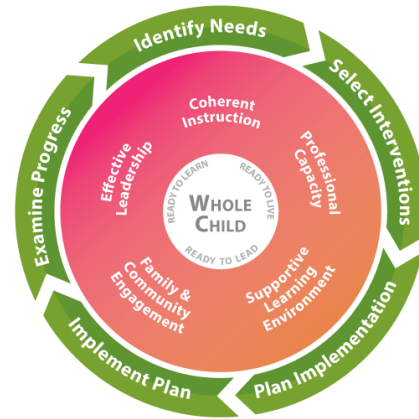 Identify Needs
Select Interventions
Plan Implementation
Implement Plan
Examine Progress
Coherent
Instruction
Professional
Capacity
Supportive
Learning
Environment
Family &
Community
Engagement
Effective
Leadership
READY TO LEARN
READY TO LIVE
READY TO LEAD
WHOLE
CHILD